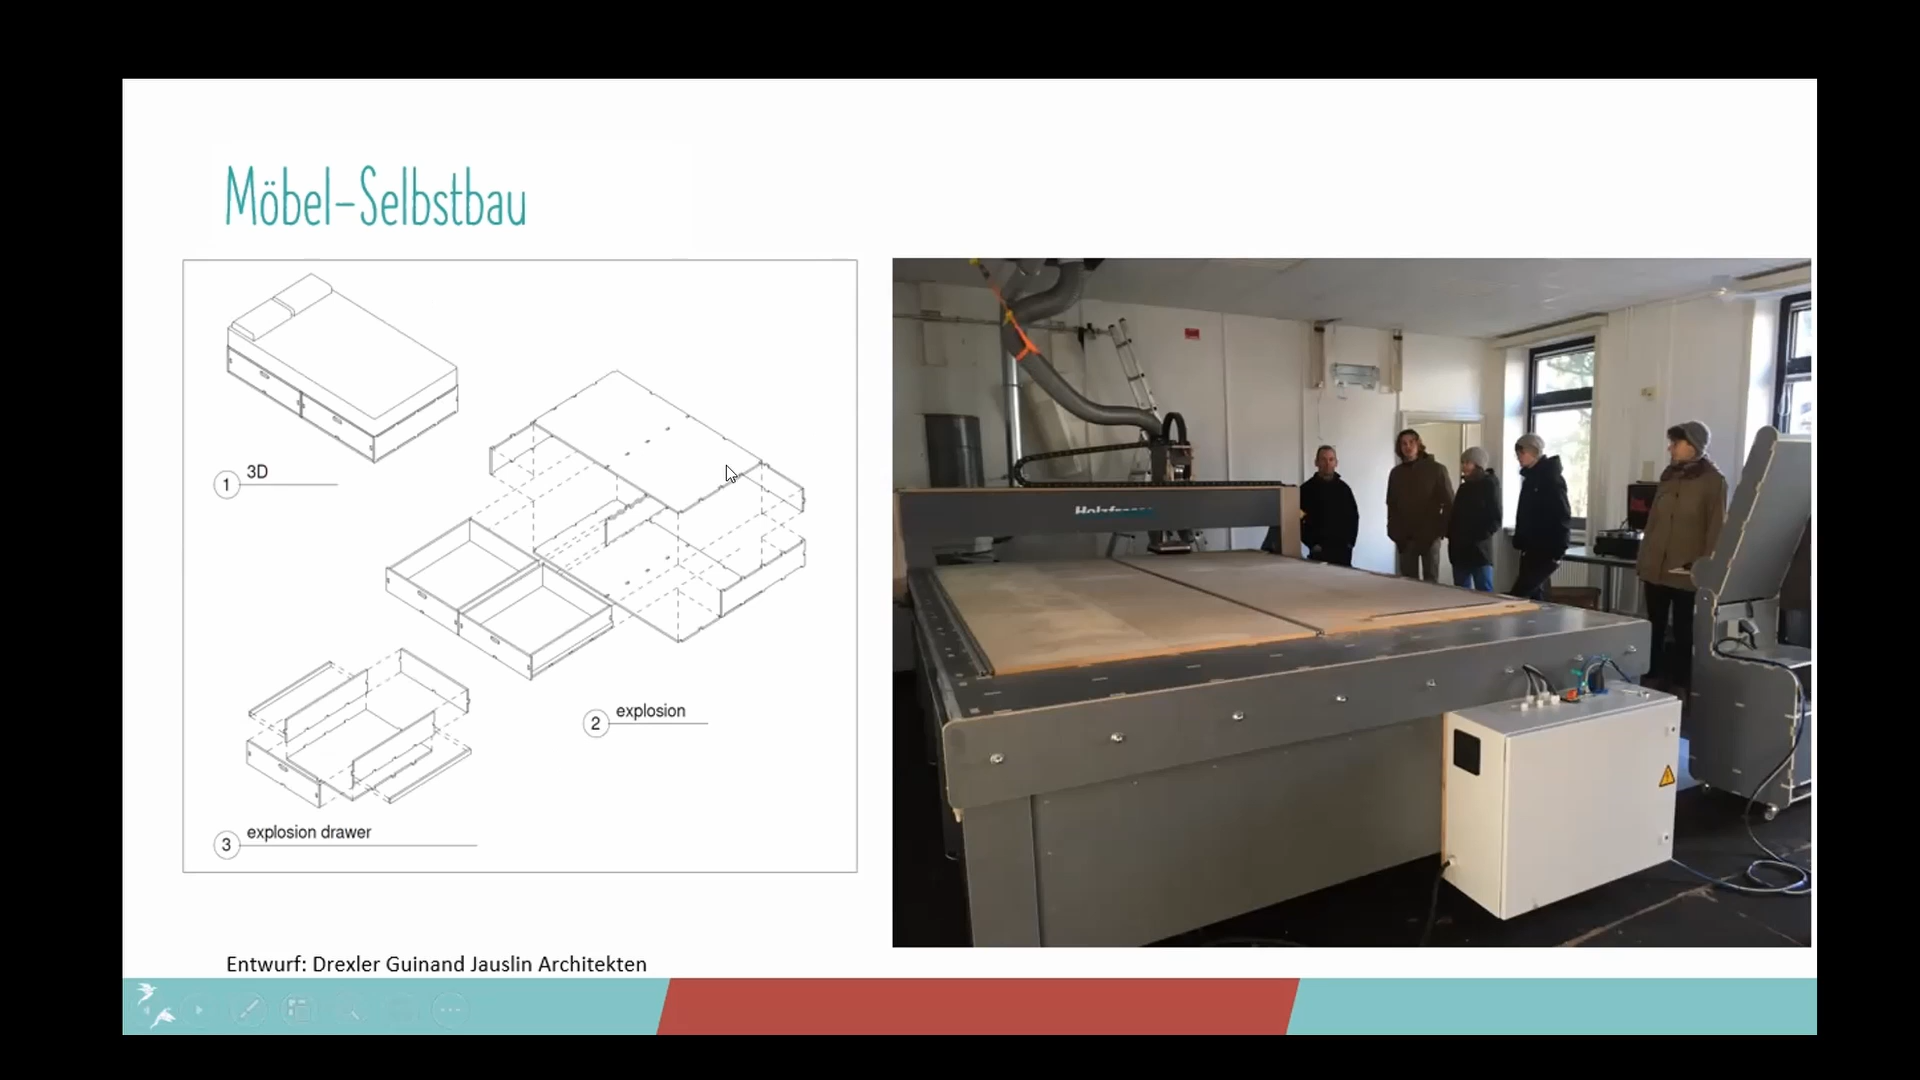 Möbel-Selbstbau
1 3D
2 explosion
3 explosion drawer
Entwurf: Drexler Guinand Jauslin Architekten